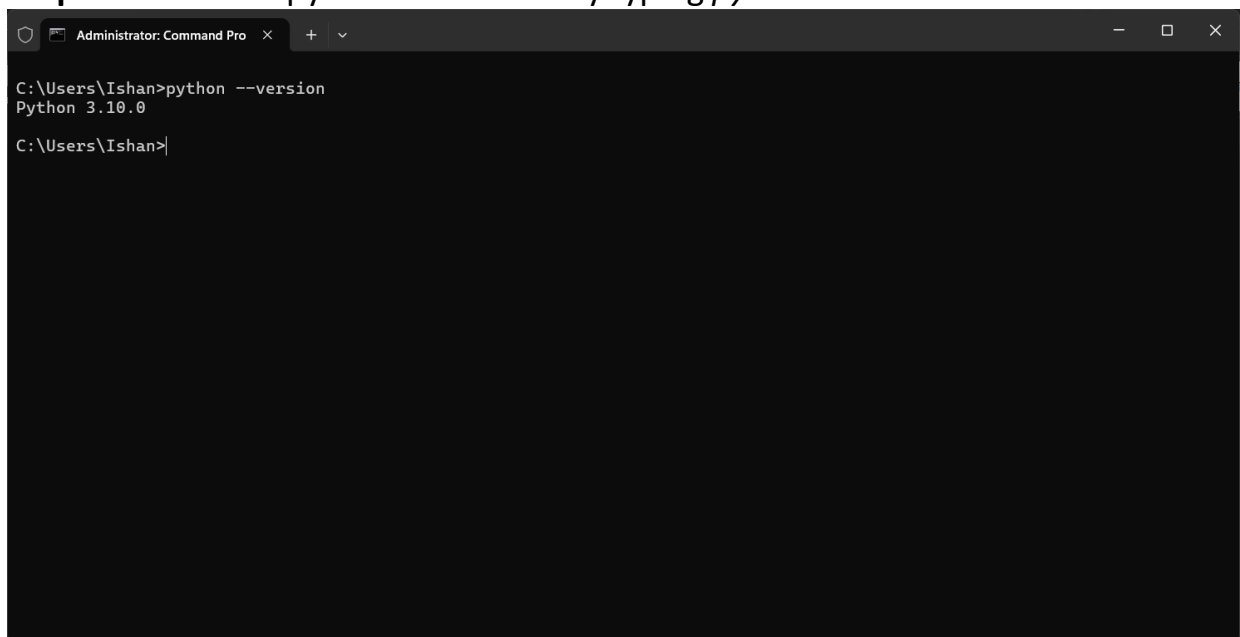 Administrator: Command Pro
C:\Users\Ishan>python --version
Python 3.10.0
C:\Users\Ishan>